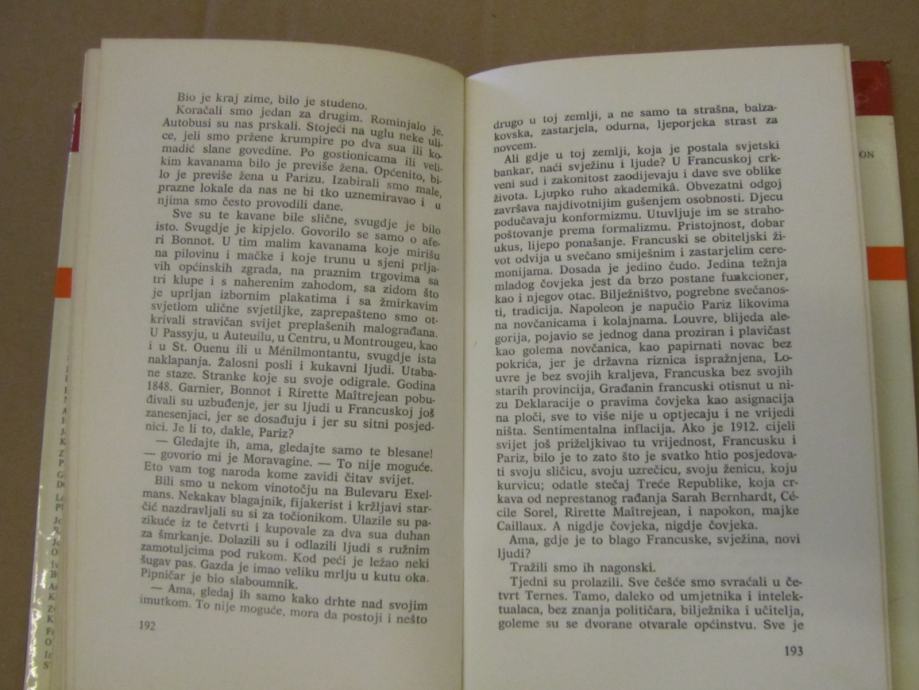 Bio je kraj zime, bilo je studeno.
Koračali smo jedan za drugim. Rominjalo je.
Autobusi su nas prskali. Stojeći na uglu neke uli-
ce, jeli smo pržene krumpire po dva sua ili ko-
madić slane govedine. Po gostionicama ili veli-
kim kavanama bilo je previše žena. Općenito, bi-
lo je previše žena u Parizu. Izabirali smo male,
prazne lokale da nas ne bi tko uznemiravao i u
njima smo često provodili dane.
Sve su te kavane bile slične, svugdje je bilo
isto. Svugdje je kipjelo. Govorilo se samo o afe-
ri Bonnot. U tim malim kavanama koje mirišu
na pilovinu i mačke i koje trunu u sjeni prlja-
vih općinskih zgrada, na praznim trgovima sa
tri klupe i s naherenim zahodom, sa zidom što
je uprljan izbornim plakatima i sa žmirkavim
svjetlom ulične svjetiljke, zaprepašteno smo ot-
krivali stravičan svijet preplašenih malograđana.
U Passyju, u Auteuilu, u Centru, u Montrougeu, kao
i u St. Ouenu ili u Ménilmontantu, svugdje ista
naklapanja. Žalosni posli i kukavni ljudi. Utaba-
ne staze. Stranke koje su svoje odigrale. Godina
1848. Garnier, Bonnot i Rirette Maîtrejean pobu-
đivali su uzbuđenje, jer su ljudi u Francuskoj još
zanesenjaci, jer se dosađuju i jer su sitni posjed-
nici. Je li to, dakle, Pariz?
— Gledajte ih, ama, gledajte samo te blesane!
— govorio mi je Moravagine. — To nije moguće.
Eto vam tog naroda kome zavidi čitav svijet.
Bili smo u nekom vinotočju na Bulevaru Exel-
mans. Nekakav blagajnik, fijakerist i kržljavi star-
čić nazdravljali su si za točionikom. Ulazile su pa-
zikuće iz te četvrti i kupovale za dva sua duhan
za šmrkanje. Dolazili su i odlazili ljudi s ružnim
zamotuljcima pod rukom. Kod peći je ležao neki
šugav pas. Gazda je imao veliku mrlju u kutu oka.
Pipničar je bio slaboumnik.
— Ama, gledaj ih samo kako drhte nad svojim
imutkom. To nije moguće, mora da postoji i nešto
192
drugo u toj zemlji, a ne samo ta strašna, balza-
kovska, zastarjela, odurna, ljeporjeka strast za
novcem.
Ali gdje u toj zemlji, koja je postala svjetski
bankar, naći svježinu i ljude? U Francuskoj crk-
veni sud i zakonitost zaodijevaju i dave sve oblike
života. Ljupko ruho akademikâ. Obvezatni odgoj
završava najdivotnijim gušenjem osobnosti. Djecu
podučavaju konformizmu. Utuvljuje im se straho-
poštovanje prema formalizmu. Pristojnost, dobar
ukus, lijepo ponašanje. Francuski se obiteljski ži-
vot odvija u svečano smiješnim i zastarjelim cere-
monijama. Dosada je jedino čudo. Jedina težnja
mladog čovjeka jest da brzo postane funkcioner,
kao i njegov otac. Bilježništvo, pogrebne svečanos-
ti, tradicija. Napoleon je napučio Pariz likovima
na novčanicama i kolajnama. Louvre, blijeda ale-
gorija, pojavio se jednog dana proziran i plavičast
kao golema novčanica, kao papirnati novac bez
pokrića, jer je državna riznica ispražnjena, Lo-
uvre je bez svojih kraljeva, Francuska bez svojih
starih provincija, Građanin francuski otisnut u ni-
zu Deklaracije o pravima čovjeka kao asignacija
na ploči, sve to više nije u optjecaju i ne vrijedi
ništa. Sentimentalna inflacija. Ako je 1912. cijeli
svijet još priželjkivao tu vrijednost, Francusku i
Pariz, bilo je to zato što je svatko htio posjedova-
ti svoju sličicu, svoju uzrečicu, svoju ženicu, koju
kurvicu; odatle stečaj Treće Republike, koja cr-
kava od neprestanog rađanja Sarah Bernhardt, Cé-
cile Sorel, Rirette Maîtrejean, i napokon, majke
Caillaux. A nigdje čovjeka, nigdje čovjeka.
Ama, gdje je to blago Francuske, svježina, novi
ljudi?
Tražili smo ih nagonski.
Tjedni su prolazili. Sve češće smo svraćali u če-
tvrt Ternes. Tamo, daleko od umjetnika i intelek-
tualaca, bez znanja političara, bilježnika i učitelja,
goleme su se dvorane otvarale općinstvu. Sve je
193
ON